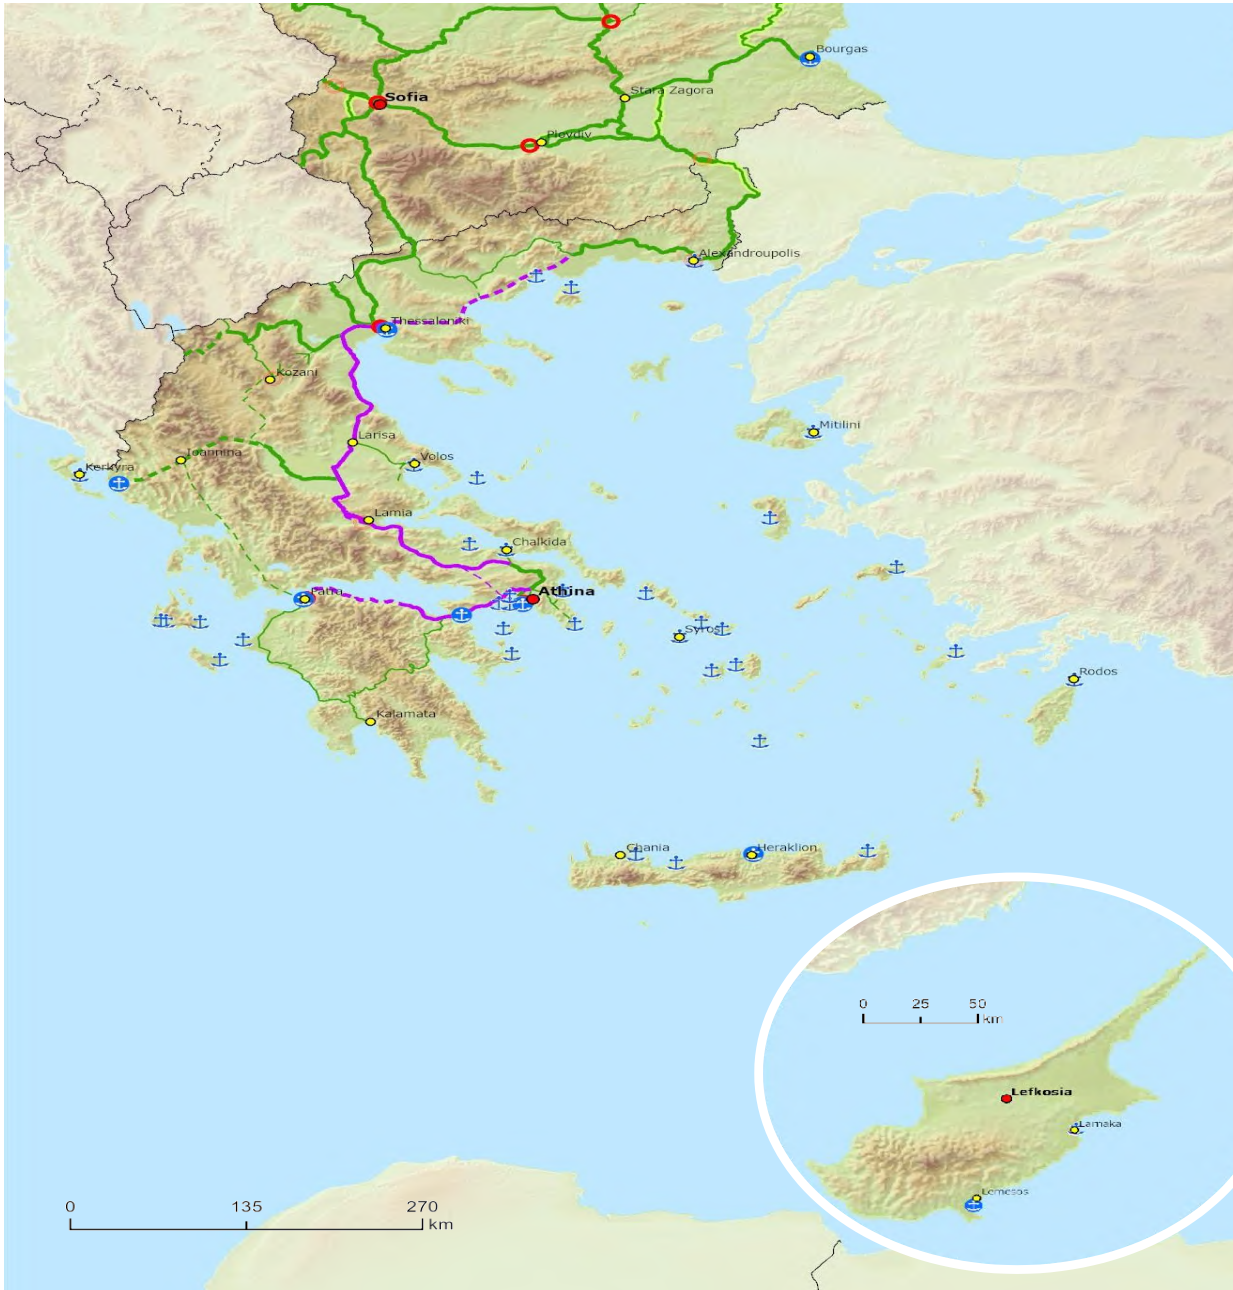 Bourgas
Stara Zagora
Sofia
Plovdiv
Alexandroupolis
Thessaloniki
Kozani
Mitilini
Larisa
Ioannina
Volos
Kerkyra
Lamia
Chalkida
Athina
Patra
Syros
Rodos
Kalamata
Chania
Heraklion
0 25 50
km
Lefkosia
Larnaka
Lemesos
0 135 270
km